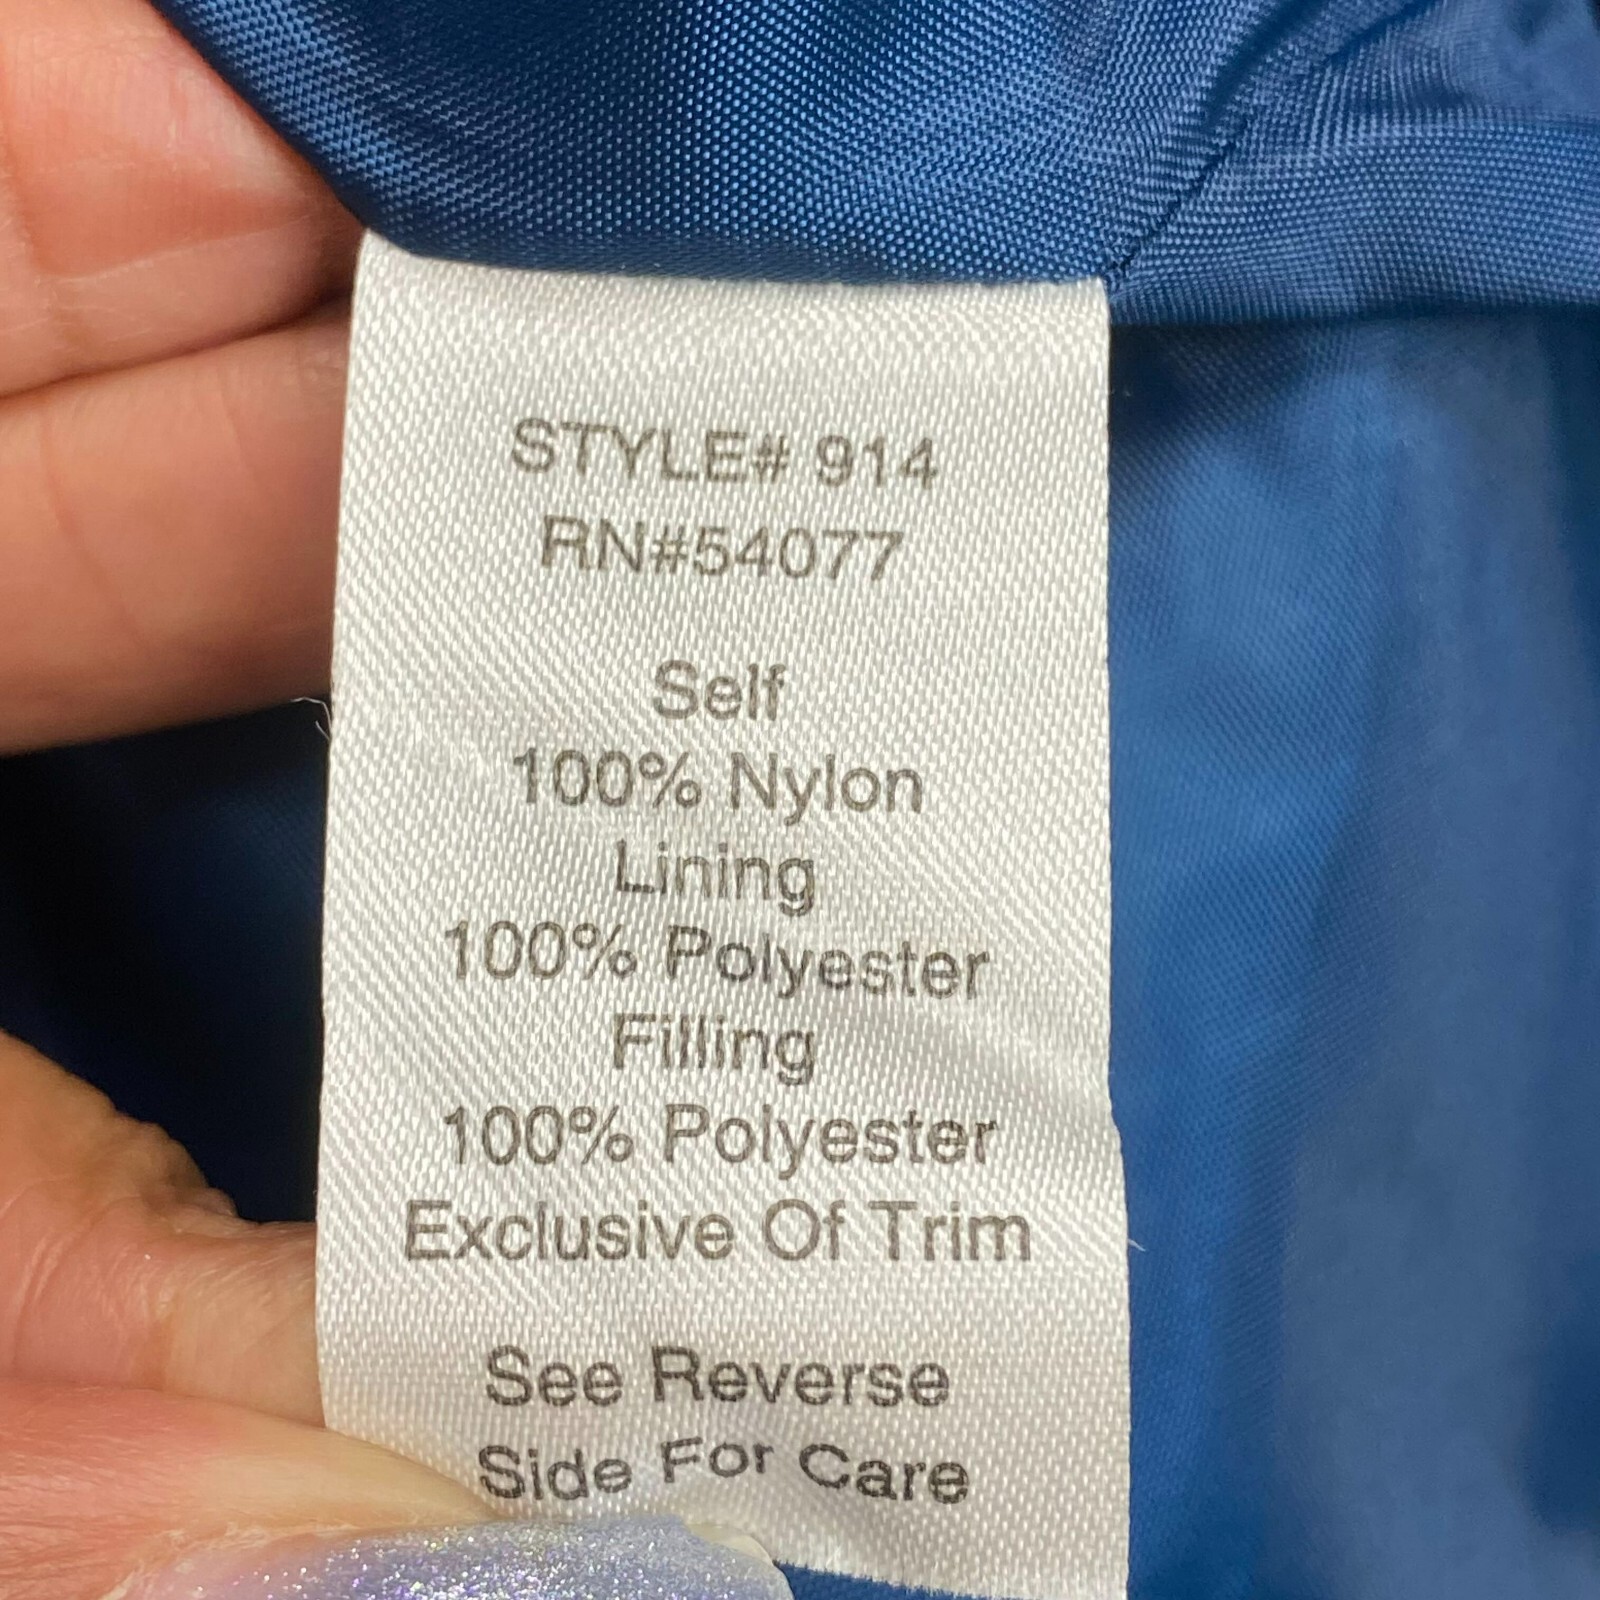 STYLE# 914
RN#54077
Self
100% Nylon
Lining
100% Polyester
Filling
100% Polyester
Exclusive Of Trim
See Reverse
Side For Care